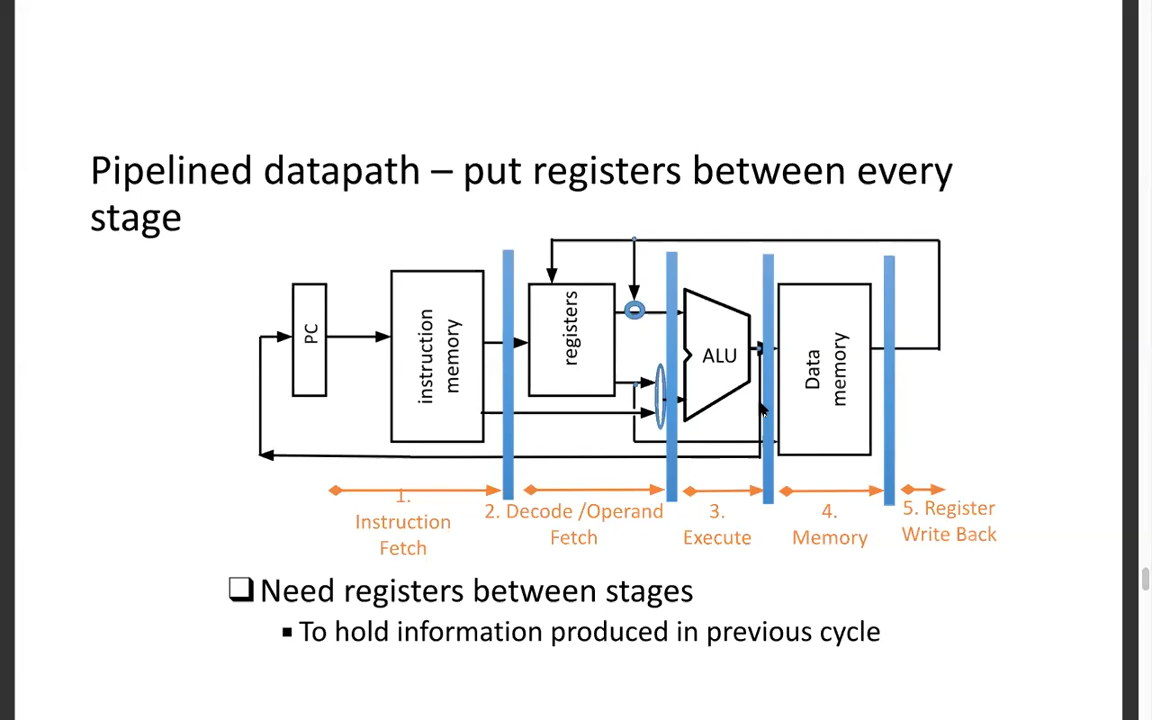 Pipelined datapath – put registers between every
stage
PC
instruction
memory
registers
ALU
Data
memory
1.
Instruction
Fetch
2. Decode /Operand
Fetch
3.
Execute
4.
Memory
5. Register
Write Back
❑ Need registers between stages
▪ To hold information produced in previous cycle